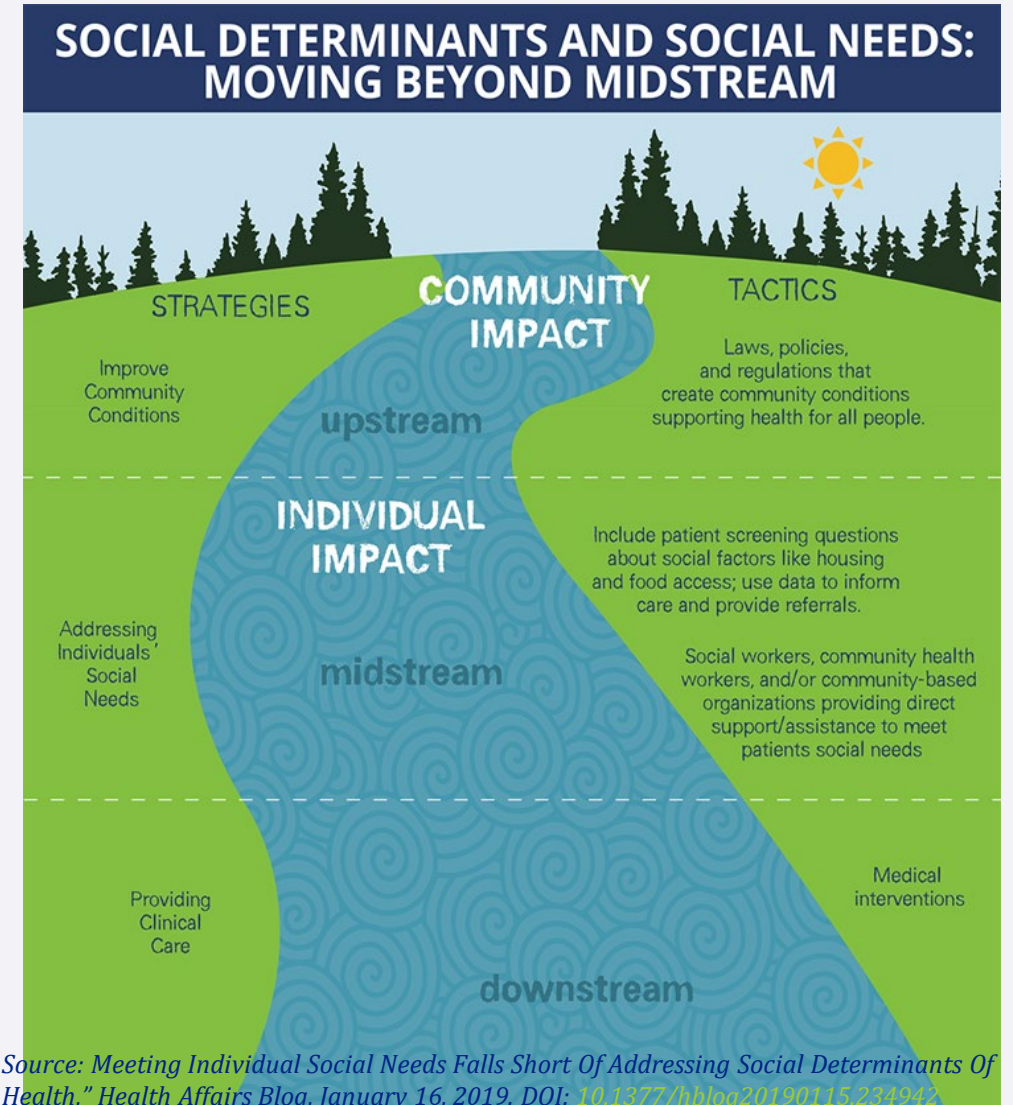 SOCIAL DETERMINANTS AND SOCIAL NEEDS:
MOVING BEYOND MIDSTREAM
STRATEGIES
COMMUNITY
IMPACT
TACTICS
Improve
Community
Conditions
upstream
Laws, policies,
and regulations that
create community conditions
supporting health for all people.
INDIVIDUAL
IMPACT
Addressing
Individuals'
Social
Needs
midstream
Include patient screening questions
about social factors like housing
and food access; use data to inform
care and provide referrals.
Social workers, community health
workers, and/or community-based
organizations providing direct
support/assistance to meet
patients social needs
Providing
Clinical
Care
downstream
Medical
interventions
Source: Meeting Individual Social Needs Falls Short Of Addressing Social Determinants Of
Health," Health Affairs Blog, January 16, 2019. DOI: 10.1377/hblog20190115.234942